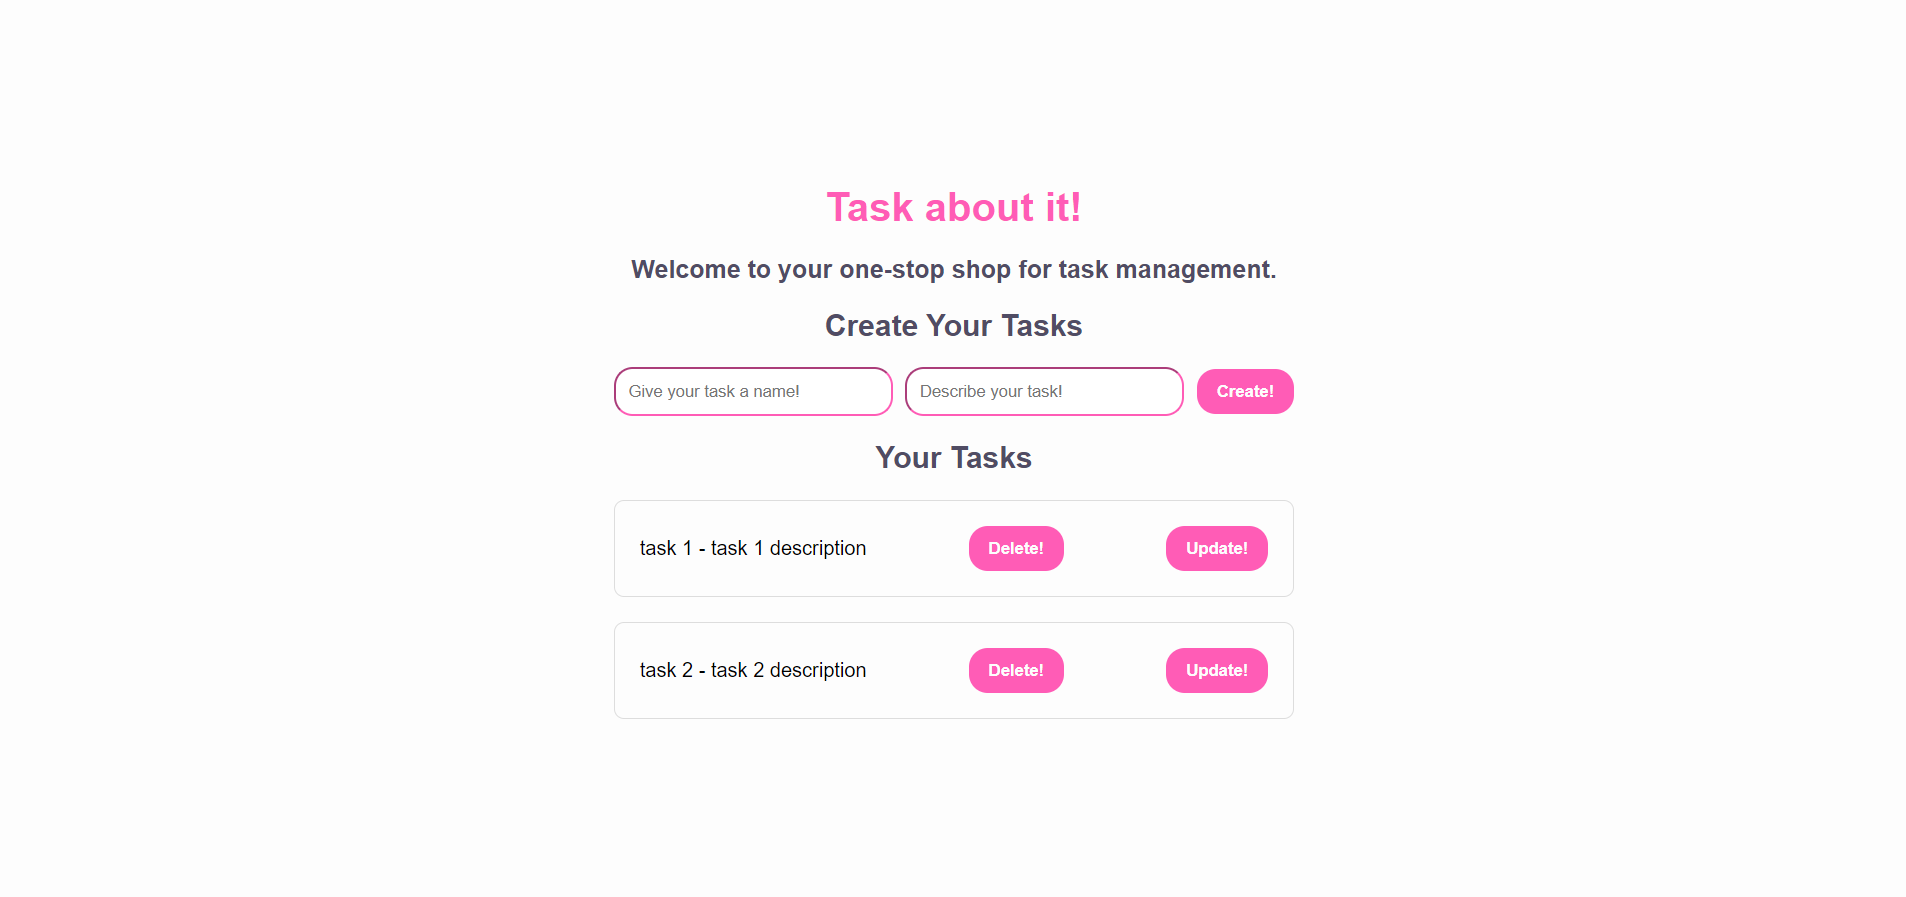 Task about it!
Welcome to your one-stop shop for task management.
Create Your Tasks
Give your task a name! Describe your task! Create!
Your Tasks
task 1 - task 1 description Delete! Update!
task 2 - task 2 description Delete! Update!